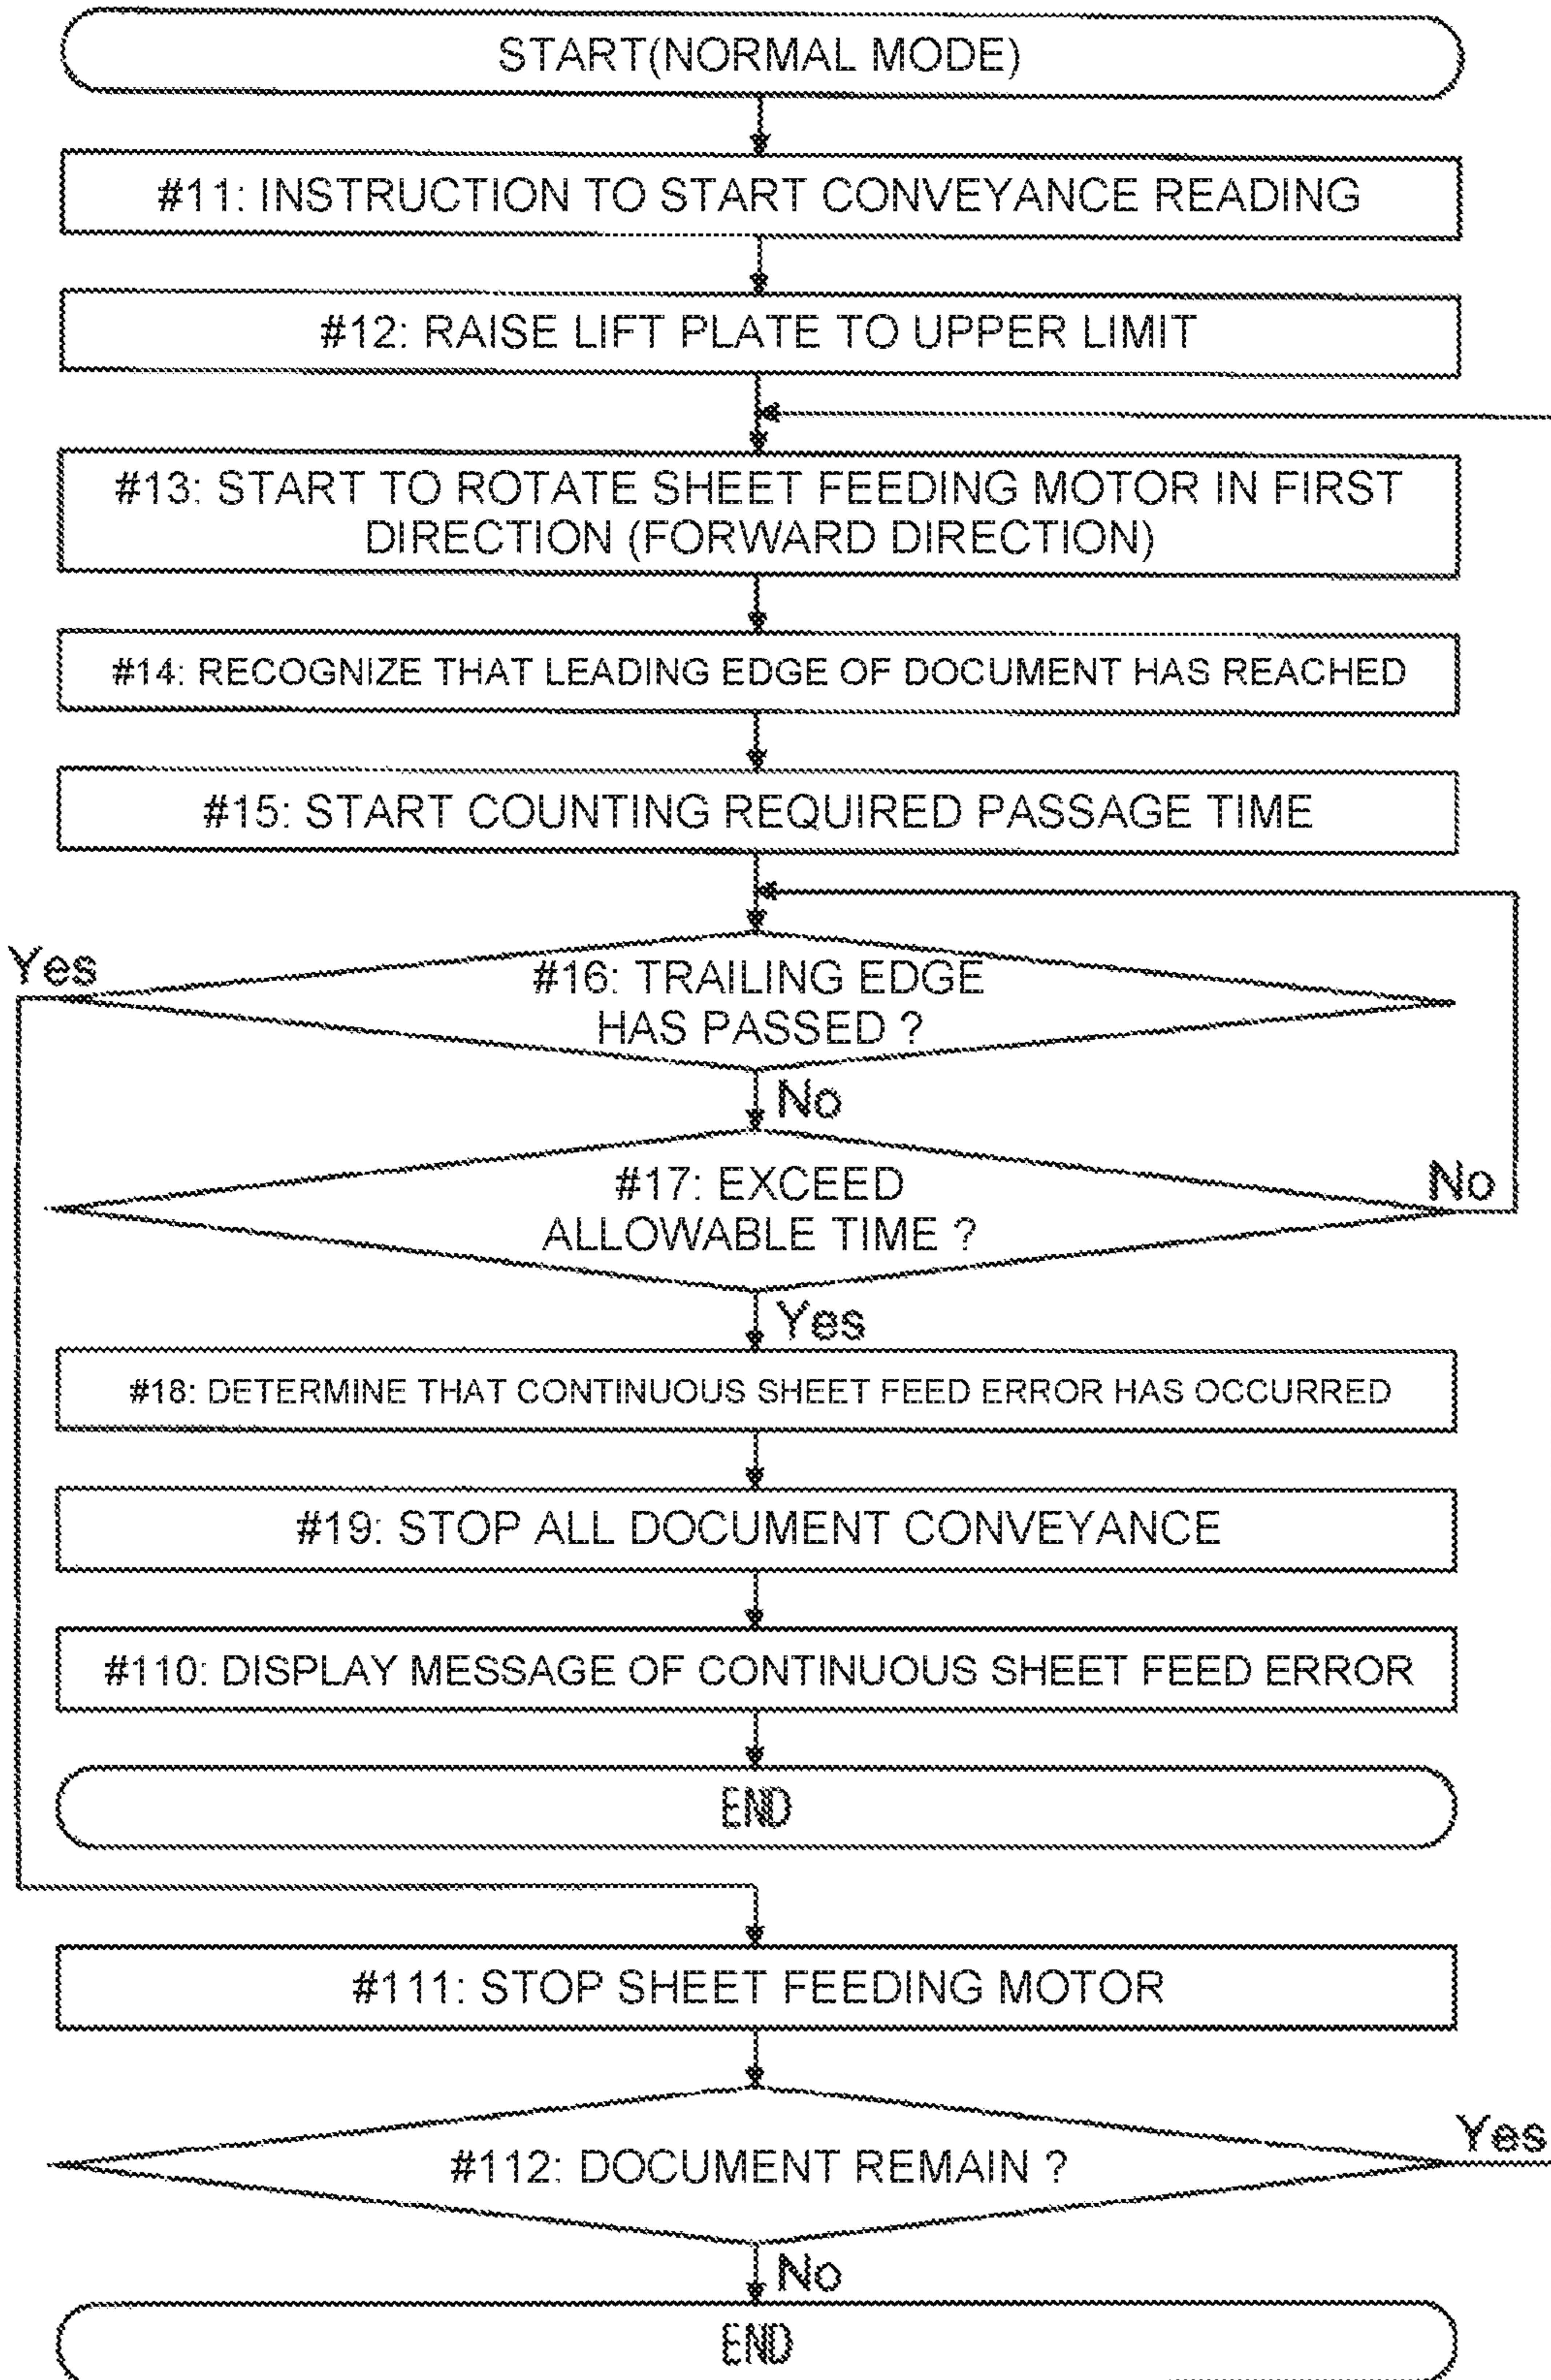 START(NORMAL MODE)
#11: INSTRUCTION TO START CONVEYANCE READING
#12: RAISE LIFT PLATE TO UPPER LIMIT
#13: START TO ROTATE SHEET FEEDING MOTOR IN FIRST
DIRECTION (FORWARD DIRECTION)
#14: RECOGNIZE THAT LEADING EDGE OF DOCUMENT HAS REACHED
#15: START COUNTING REQUIRED PASSAGE TIME
Yes
#16: TRAILING EDGE
HAS PASSED ?
No
#17: EXCEED
ALLOWABLE TIME ?
No
Yes
#18: DETERMINE THAT CONTINUOUS SHEET FEED ERROR HAS OCCURRED
#19: STOP ALL DOCUMENT CONVEYANCE
#110: DISPLAY MESSAGE OF CONTINUOUS SHEET FEED ERROR
END
#111: STOP SHEET FEEDING MOTOR
#112: DOCUMENT REMAIN ?
Yes
No
END